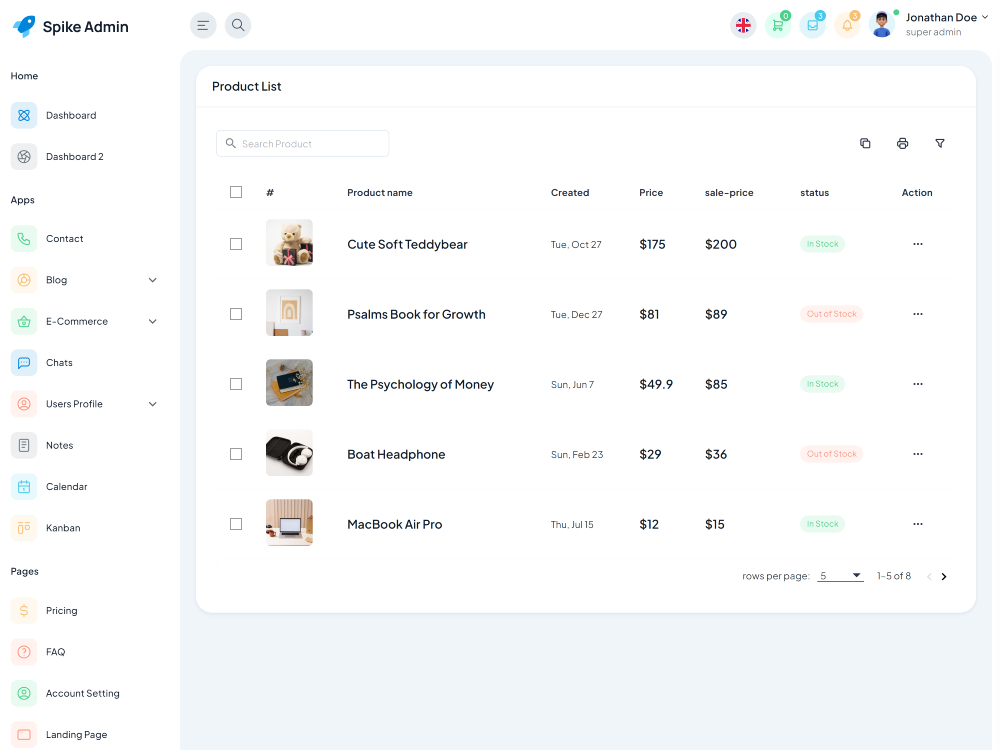 Spike Admin
0
3
3
Jonathan Doe
super admin
Home
Dashboard
Dashboard 2
Apps
Contact
Blog
E-Commerce
Chats
Users Profile
Notes
Calendar
Kanban
Pages
Pricing
FAQ
Account Setting
Landing Page
Product List
Search Product
# Product name Created Price sale-price status Action
Cute Soft Teddybear Tue, Oct 27 $175 $200 In Stock
Psalms Book for Growth Tue, Dec 27 $81 $89 Out of Stock
The Psychology of Money Sun, Jun 7 $49.9 $85 In Stock
Boat Headphone Sun, Feb 23 $29 $36 Out of Stock
MacBook Air Pro Thu, Jul 15 $12 $15 In Stock
rows per page: 5 1-5 of 8